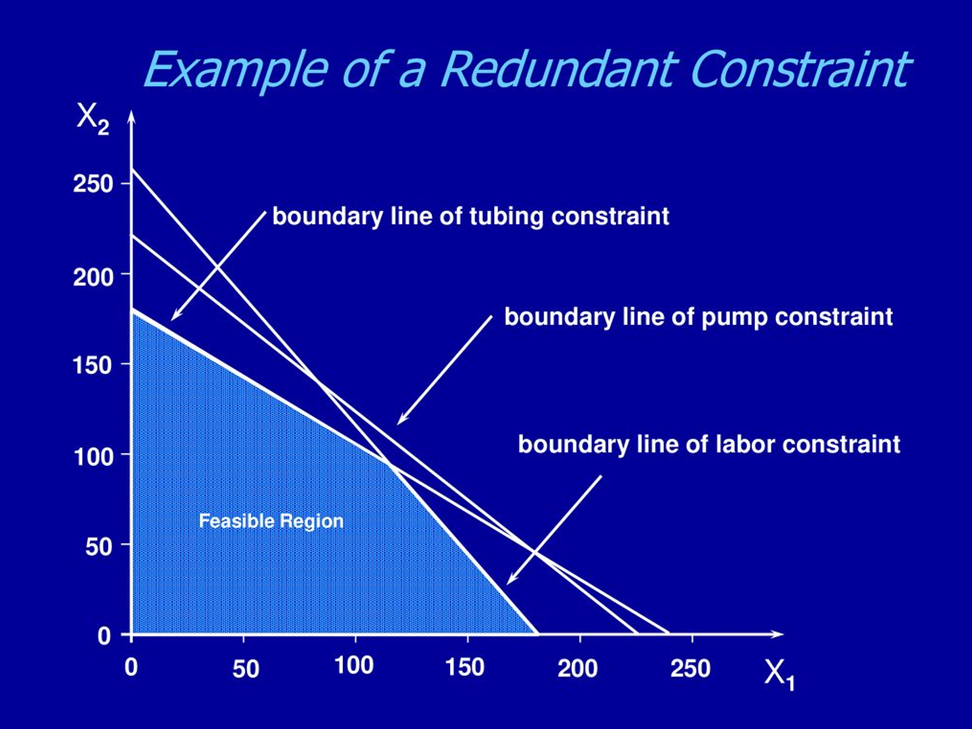 Example of a Redundant Constraint
X2
250
boundary line of tubing constraint
200
boundary line of pump constraint
150
boundary line of labor constraint
100
Feasible Region
50
0
0 50 100 150 200 250
X1